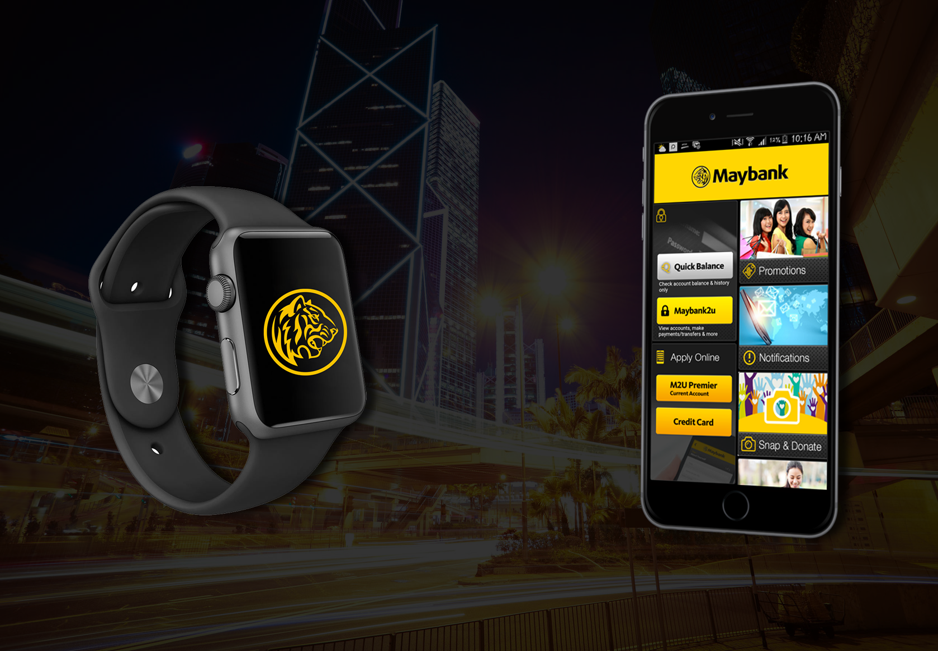 10:16 AM
Maybank
Password
Quick Balance
Check account balance & history
only
Maybank2u
View accounts, make
payments/transfers & more
Apply Online
M2U Premier
Current Account
Credit Card
Promotions
Notifications
Snap & Donate